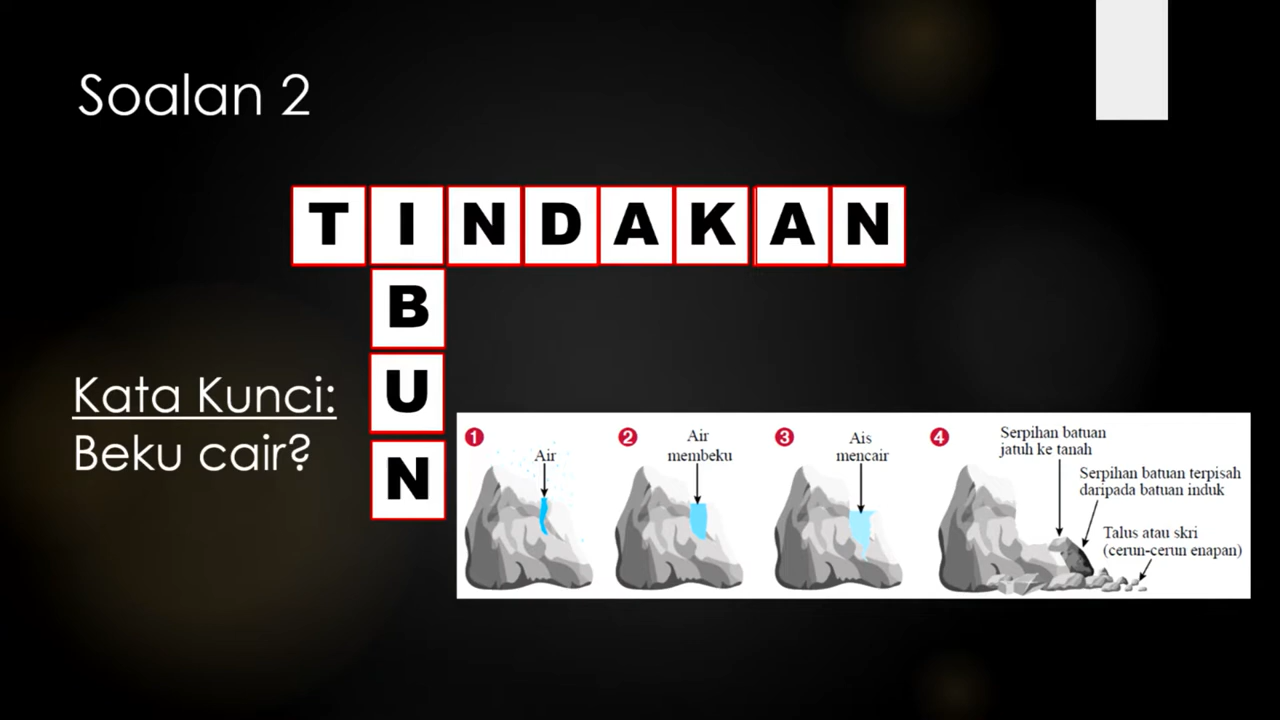 Soalan 2
TINDAKAN
IBUN
Kata Kunci:
Beku cair?
1
Air
2
Air
membeku
3
Ais
mencair
4
Serpihan batuan
jatuh ke tanah
Serpihan batuan terpisah
daripada batuan induk
Talus atau skri
(cerun-cerun enapan)